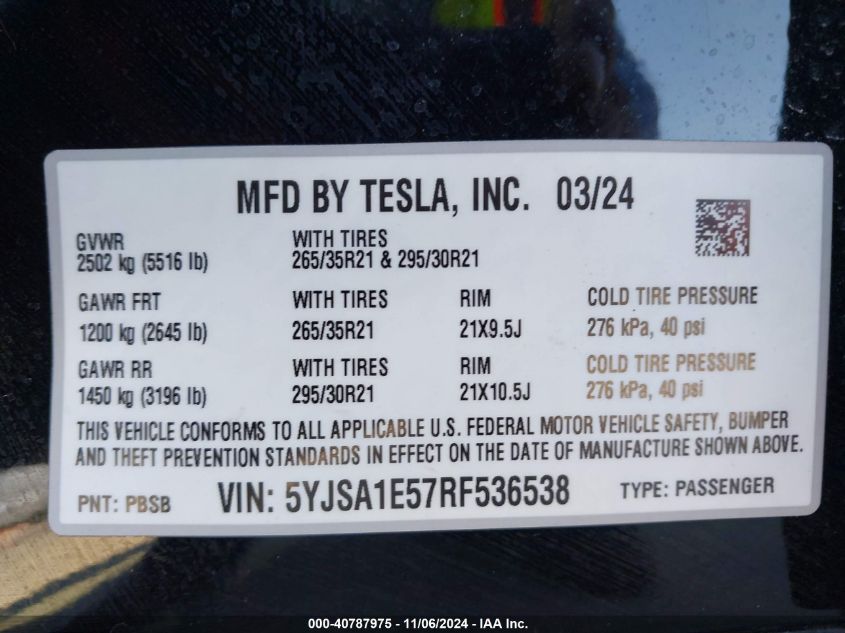 MFD BY TESLA, INC. 03/24
GVWR WITH TIRES
2502 kg (5516 lb) 265/35R21 & 295/30R21
GAWR FRT WITH TIRES RIM COLD TIRE PRESSURE
1200 kg (2645 lb) 265/35R21 21X9.5J 276 kPa, 40 psi
GAWR RR WITH TIRES RIM COLD TIRE PRESSURE
1450 kg (3196 lb) 295/30R21 21X10.5J 276 kPa, 40 psi
THIS VEHICLE CONFORMS TO ALL APPLICABLE U.S. FEDERAL MOTOR VEHICLE SAFETY, BUMPER
AND THEFT PREVENTION STANDARDS IN EFFECT ON THE DATE OF MANUFACTURE SHOWN ABOVE.
PNT: PBSB VIN: 5YJSA1E57RF536538 TYPE: PASSENGER
000-40787975 - 11/06/2024 - IAA Inc.